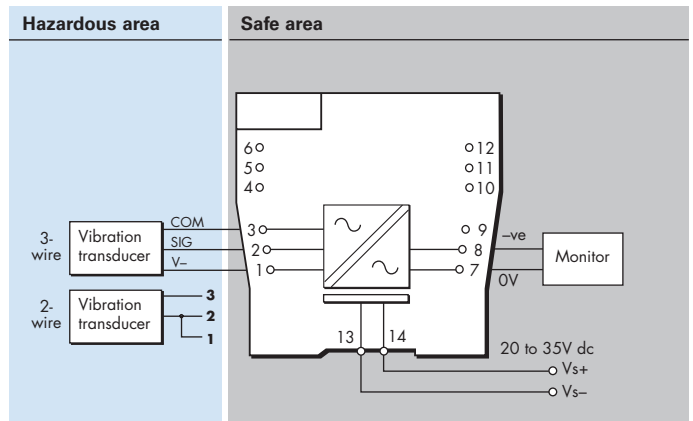 Hazardous area
Safe area
6
5
4
12
11
10
3-
wire
Vibration
transducer
COM
SIG
V–
3
2
1
9
8
7
–ve
0V
Monitor
2-
wire
Vibration
transducer
3
2
1
13
14
20 to 35V dc
Vs+
Vs–